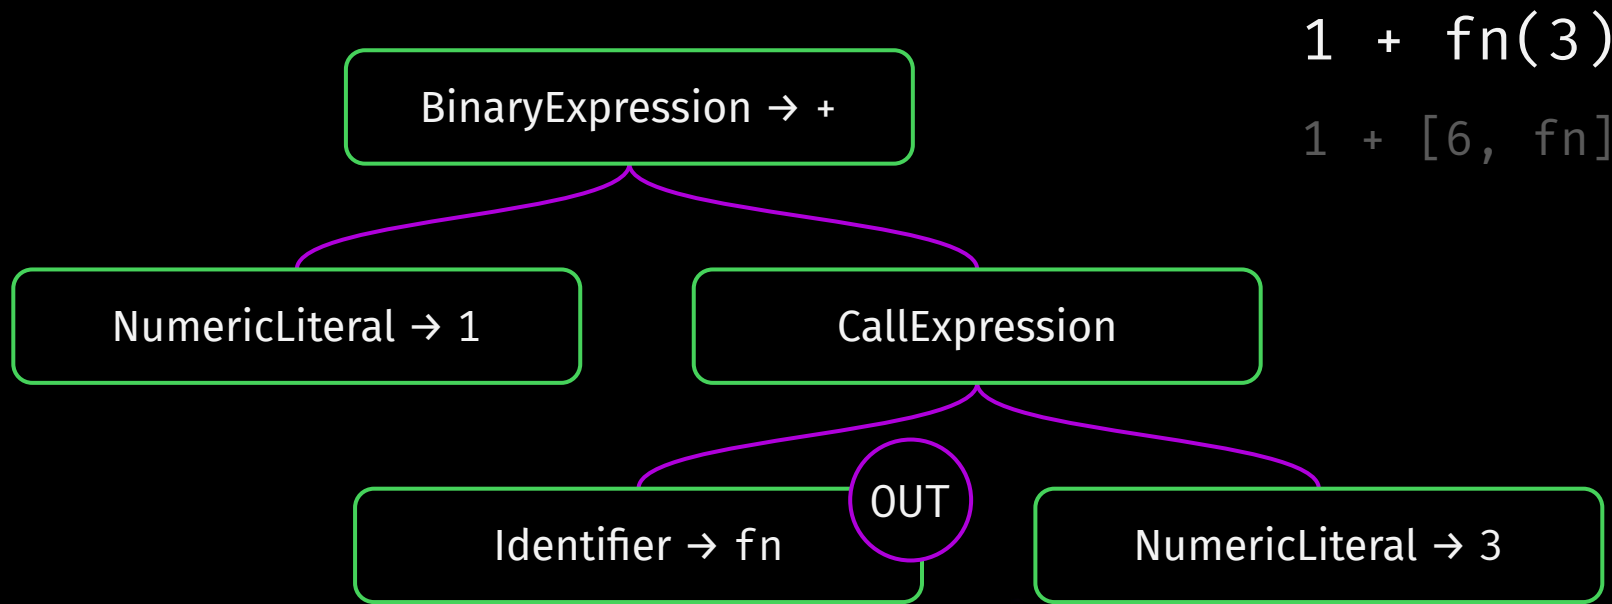 1 + fn(3)
1 + [6, fn]
BinaryExpression → +
NumericLiteral → 1
CallExpression
OUT
Identifier → fn
NumericLiteral → 3